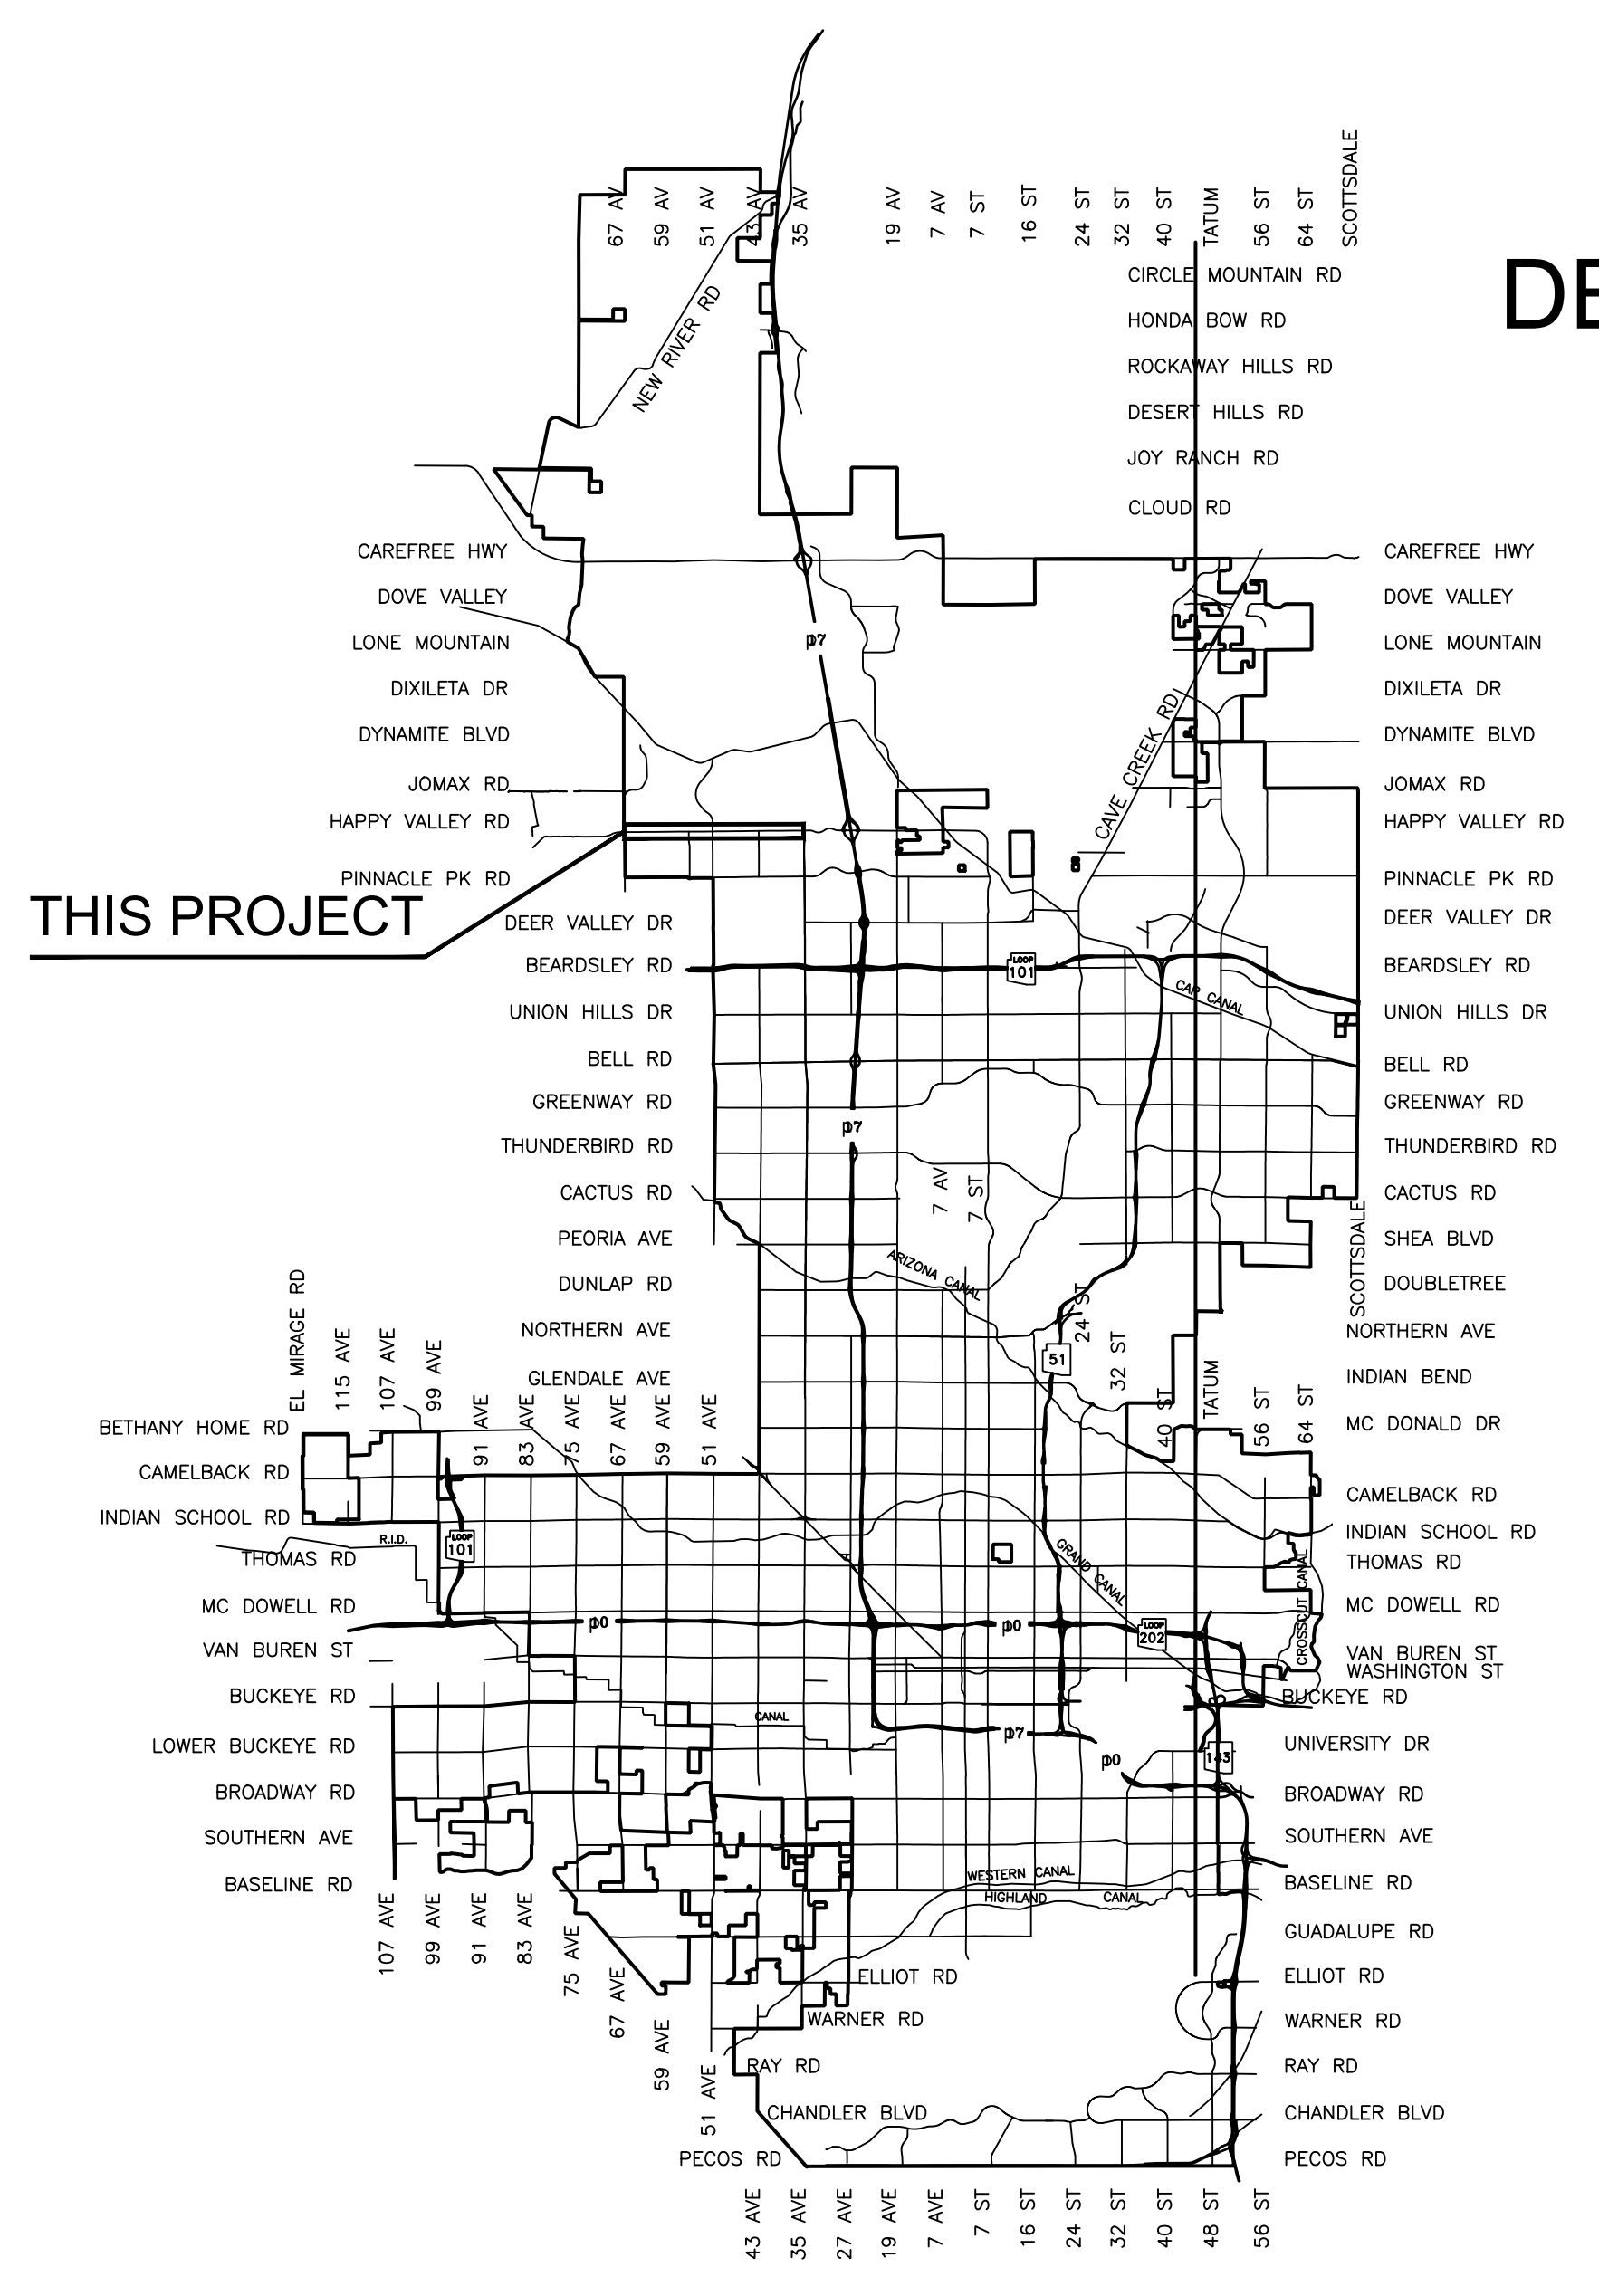 67 AV
59 AV
51 AV
43 AV
35 AV
19 AV
7 AV
7 ST
16 ST
24 ST
32 ST
40 ST
TATUM
56 ST
64 ST
SCOTTSDALE
CIRCLE MOUNTAIN RD
HONDA BOW RD
ROCKAWAY HILLS RD
DESERT HILLS RD
JOY RANCH RD
CLOUD RD
NEW RIVER RD
CAREFREE HWY
CAREFREE HWY
DOVE VALLEY
DOVE VALLEY
LONE MOUNTAIN
LONE MOUNTAIN
DIXILETA DR
DIXILETA DR
DYNAMITE BLVD
DYNAMITE BLVD
CAVE CREEK RD
JOMAX RD
JOMAX RD
HAPPY VALLEY RD
HAPPY VALLEY RD
PINNACLE PK RD
PINNACLE PK RD
THIS PROJECT
DEER VALLEY DR
DEER VALLEY DR
BEARDSLEY RD
LOOP
101
BEARDSLEY RD
CAP CANAL
UNION HILLS DR
UNION HILLS DR
BELL RD
BELL RD
GREENWAY RD
GREENWAY RD
THUNDERBIRD RD
THUNDERBIRD RD
7 AV
7 ST
CACTUS RD
CACTUS RD
SCOTTSDALE
PEORIA AVE
SHEA BLVD
ARIZONA CANAL
DUNLAP RD
DOUBLETREE
24 ST
NORTHERN AVE
NORTHERN AVE
51
32 ST
GLENDALE AVE
INDIAN BEND
EL MIRAGE RD
115 AVE
107 AVE
99 AVE
91 AVE
83 AVE
75 AVE
67 AVE
59 AVE
51 AVE
40 ST
TATUM
56 ST
64 ST
BETHANY HOME RD
MC DONALD DR
CAMELBACK RD
CAMELBACK RD
INDIAN SCHOOL RD
INDIAN SCHOOL RD
R.I.D.
LOOP
101
THOMAS RD
THOMAS RD
GRAND CANAL
CROSSCUT CANAL
MC DOWELL RD
MC DOWELL RD
LOOP
202
VAN BUREN ST
VAN BUREN ST
WASHINGTON ST
BUCKEYE RD
BUCKEYE RD
CANAL
LOWER BUCKEYE RD
UNIVERSITY DR
143
BROADWAY RD
BROADWAY RD
SOUTHERN AVE
SOUTHERN AVE
WESTERN CANAL
BASELINE RD
BASELINE RD
HIGHLAND CANAL
107 AVE
99 AVE
91 AVE
83 AVE
75 AVE
67 AVE
59 AVE
51 AVE
GUADALUPE RD
ELLIOT RD
ELLIOT RD
WARNER RD
WARNER RD
RAY RD
RAY RD
CHANDLER BLVD
CHANDLER BLVD
PECOS RD
PECOS RD
43 AVE
35 AVE
27 AVE
19 AVE
7 AVE
7 ST
16 ST
24 ST
32 ST
40 ST
48 ST
56 ST